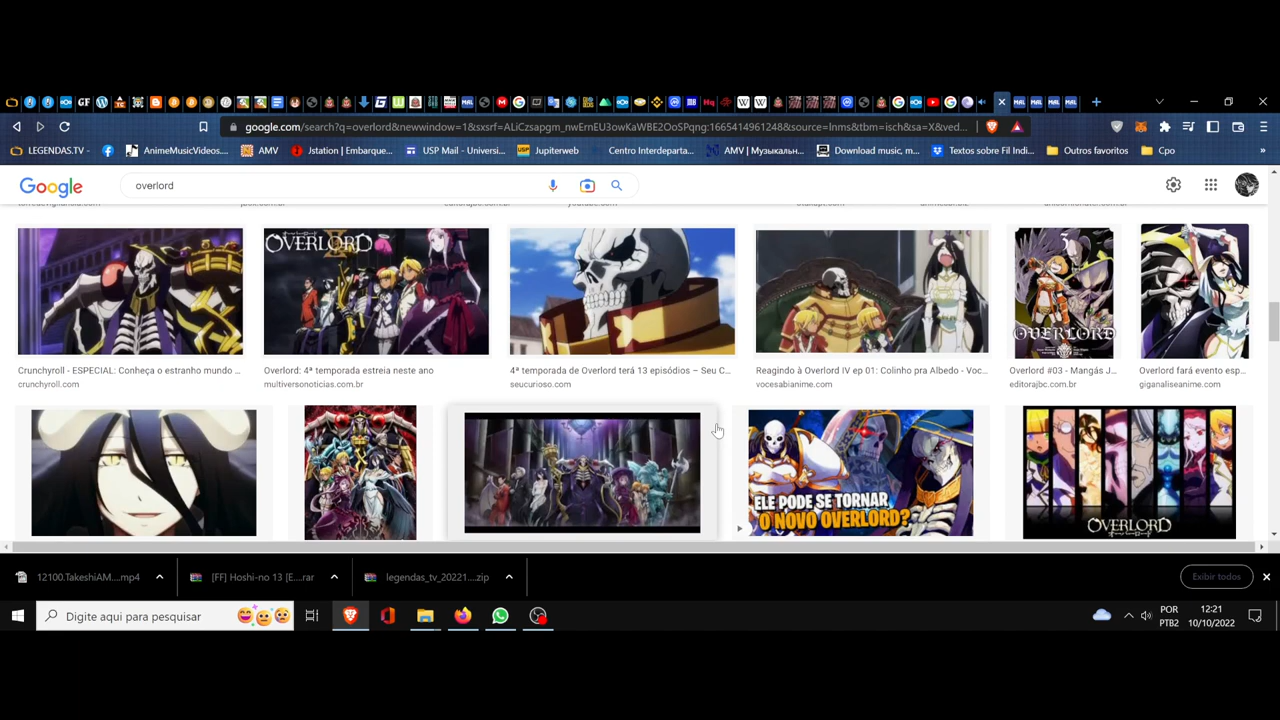 google.com/search?q=overlord&newwindow=1&sxsrf=ALiCzsapgm_nwErnEU3owKaWBE2OoSPqng:1665414961248&source=lnms&tbm=isch&sa=X&ved...
LEGENDAS.TV - AnimeMusicVideos... AMV Jstation | Embarque... USP Mail - Universi... Jupiterweb Centro Interdeparta... AMV | Музыкальн... Download music, m... Textos sobre Fil Indi... Outros favoritos Cpo
Google overlord
OVERLORD
OVERLORD
Crunchyroll - ESPECIAL: Conheça o estranho mundo ...
crunchyroll.com
Overlord: 4ª temporada estreia neste ano
multiversonoticias.com.br
4ª temporada de Overlord terá 13 episódios – Seu C...
seucurioso.com
Reagindo à Overlord IV ep 01: Colinho pra Albedo - Voc...
vocesabianime.com
Overlord #03 - Mangás J...
editorajbc.com.br
Overlord fará evento esp...
giganaliseanime.com
ELE PODE SE TORNAR
O NOVO OVERLORD?
OVERLORD
12100.TakeshiAM....mp4
[FF] Hoshi-no 13 [E....rar
legendas_tv_20221....zip
Exibir todos
Digite aqui para pesquisar
POR
PTB2
12:21
10/10/2022